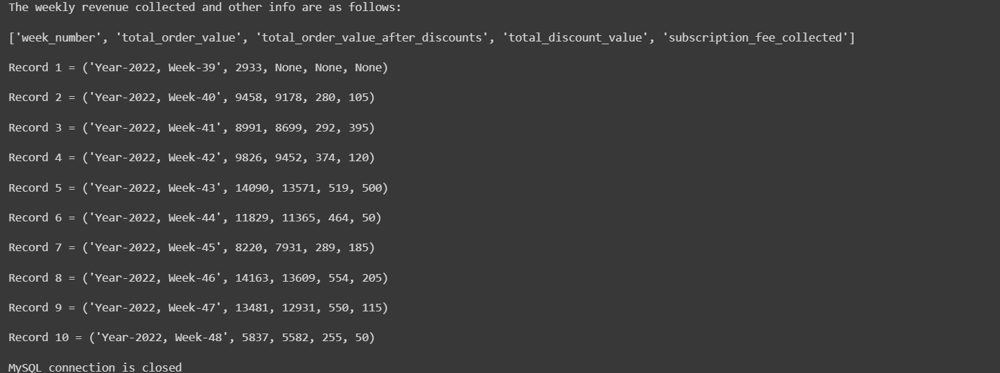 The weekly revenue collected and other info are as follows:
['week_number', 'total_order_value', 'total_order_value_after_discounts', 'total_discount_value', 'subscription_fee_collected']
Record 1 = ('Year-2022, Week-39', 2933, None, None, None)
Record 2 = ('Year-2022, Week-40', 9458, 9178, 280, 105)
Record 3 = ('Year-2022, Week-41', 8991, 8699, 292, 395)
Record 4 = ('Year-2022, Week-42', 9826, 9452, 374, 120)
Record 5 = ('Year-2022, Week-43', 14090, 13571, 519, 500)
Record 6 = ('Year-2022, Week-44', 11829, 11365, 464, 50)
Record 7 = ('Year-2022, Week-45', 8220, 7931, 289, 185)
Record 8 = ('Year-2022, Week-46', 14163, 13609, 554, 205)
Record 9 = ('Year-2022, Week-47', 13481, 12931, 550, 115)
Record 10 = ('Year-2022, Week-48', 5837, 5582, 255, 50)
MySQL connection is closed